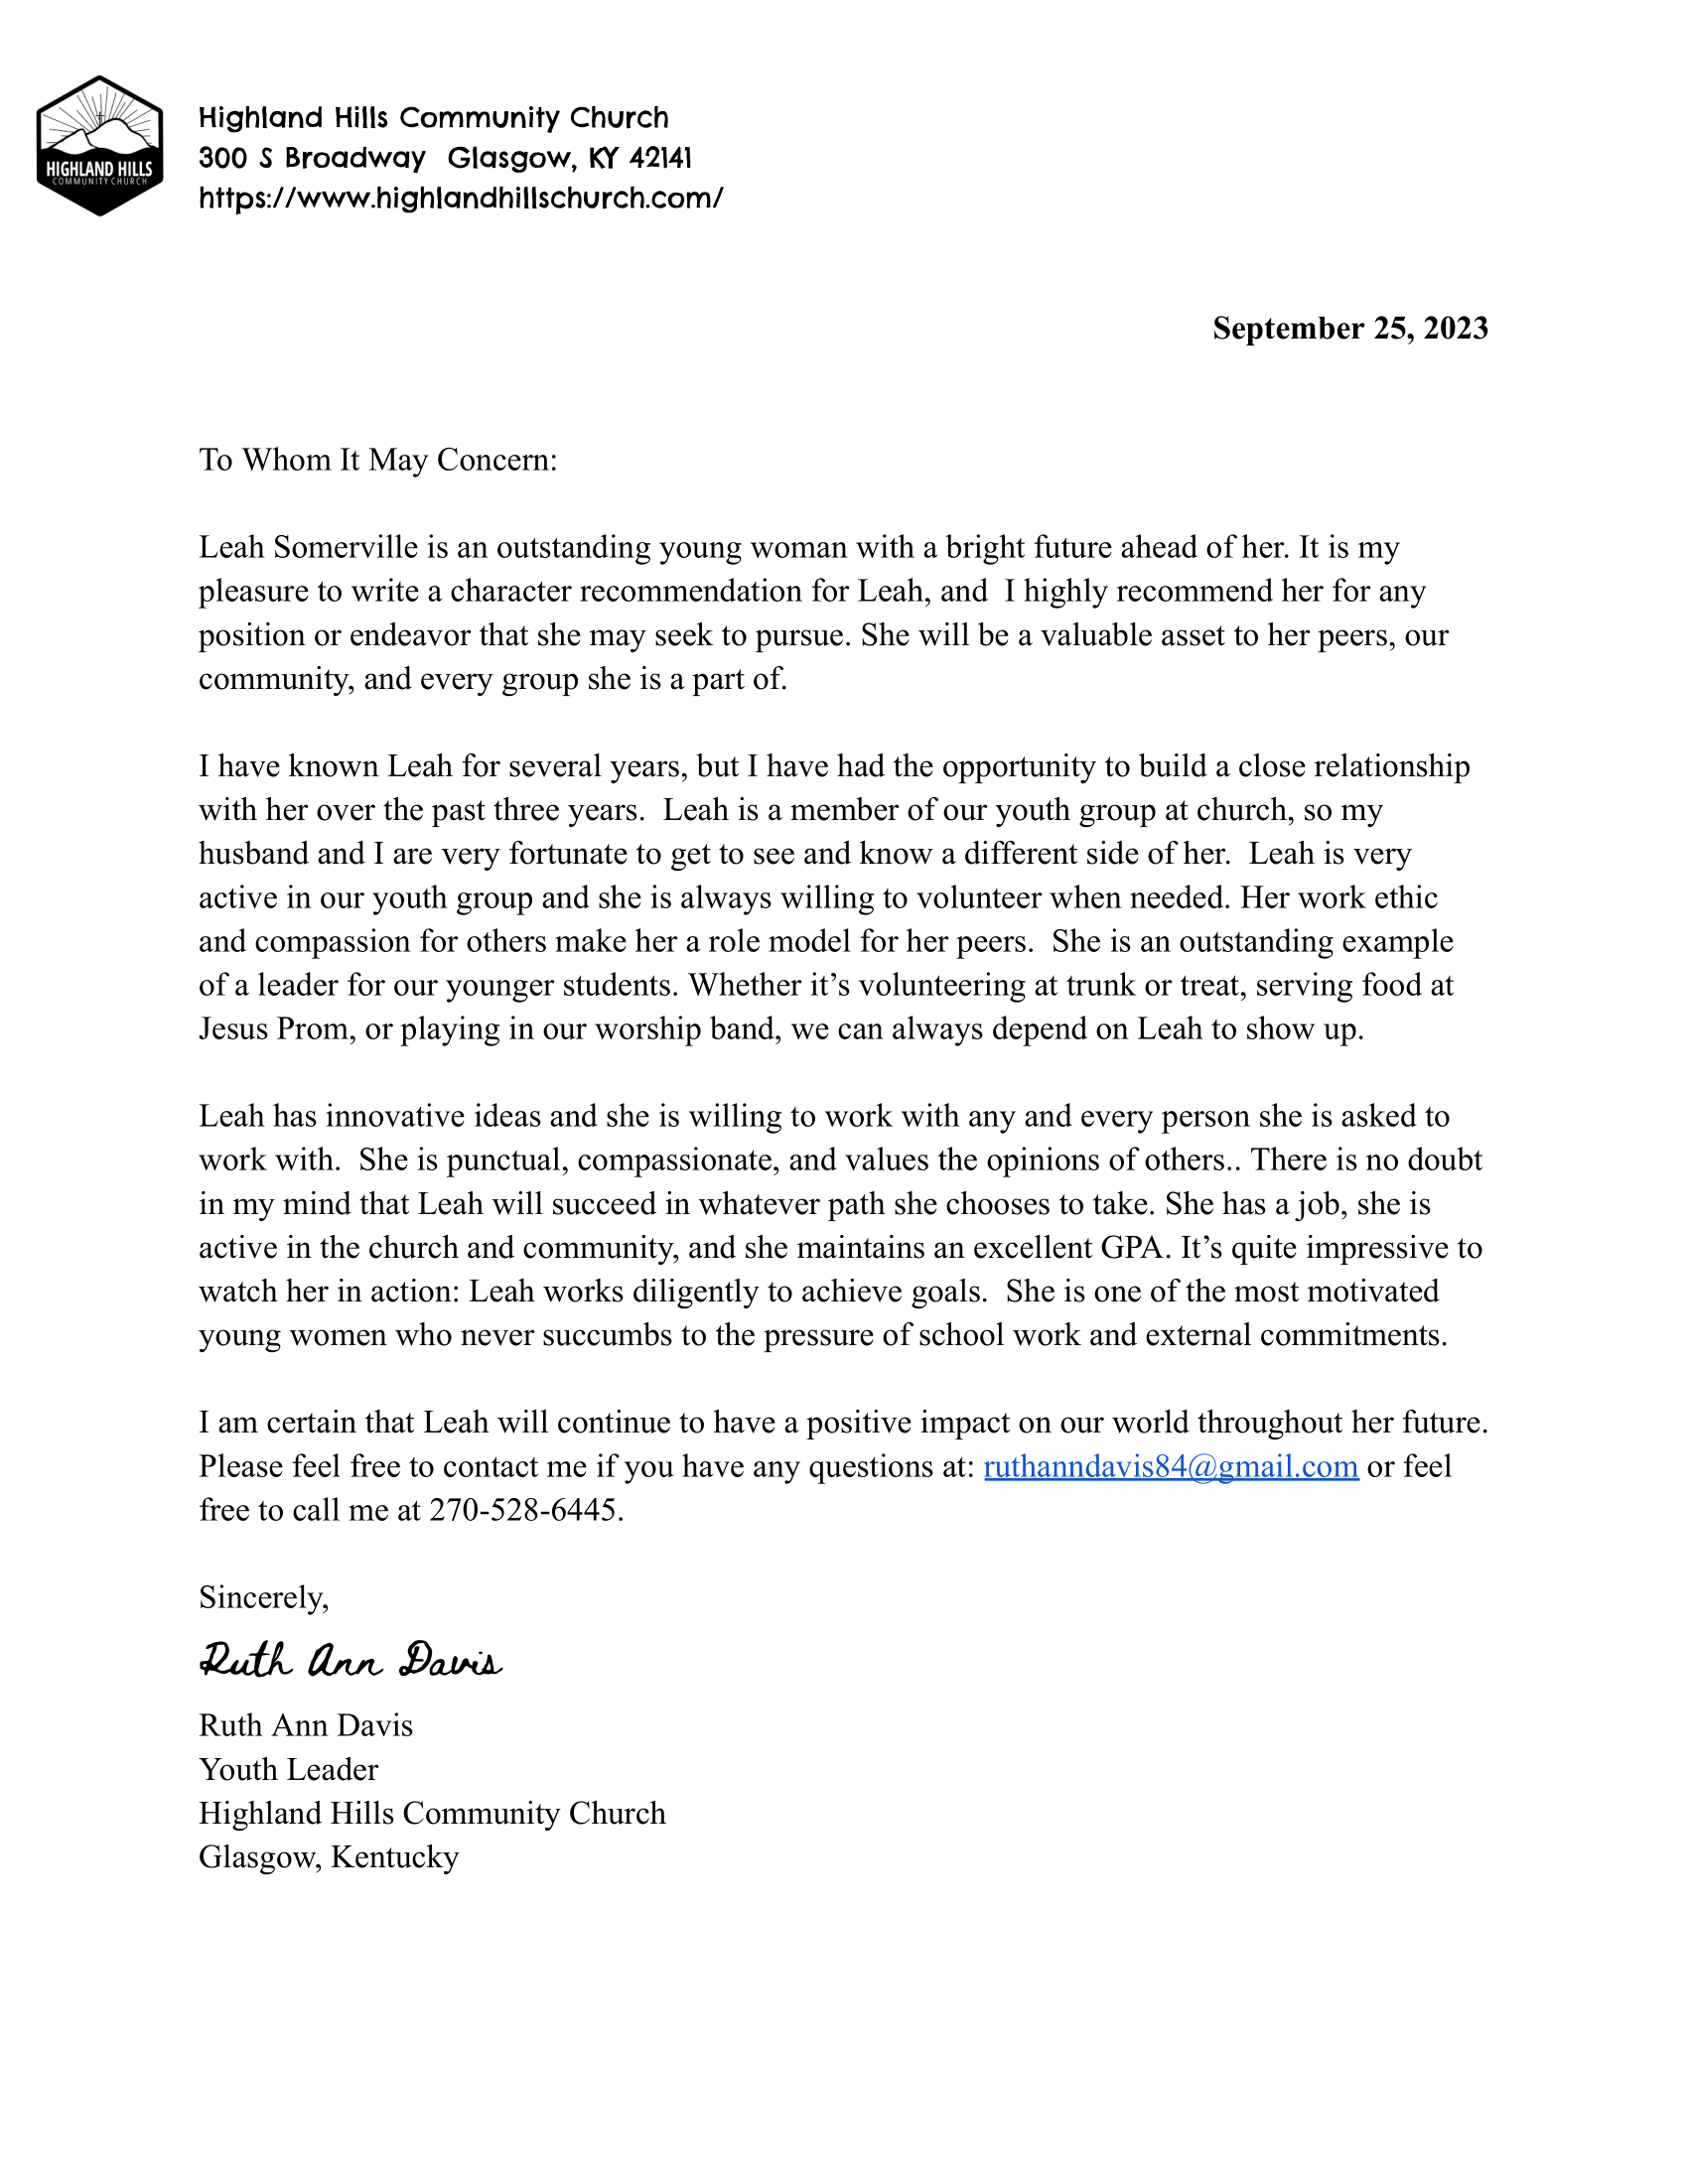 HIGHLAND HILLS
COMMUNITY CHURCH
Highland Hills Community Church
300 S Broadway  Glasgow, KY 42141
https://www.highlandhillschurch.com/
September 25, 2023
To Whom It May Concern:
Leah Somerville is an outstanding young woman with a bright future ahead of her. It is my
pleasure to write a character recommendation for Leah, and  I highly recommend her for any
position or endeavor that she may seek to pursue. She will be a valuable asset to her peers, our
community, and every group she is a part of.
I have known Leah for several years, but I have had the opportunity to build a close relationship
with her over the past three years.  Leah is a member of our youth group at church, so my
husband and I are very fortunate to get to see and know a different side of her.  Leah is very
active in our youth group and she is always willing to volunteer when needed. Her work ethic
and compassion for others make her a role model for her peers.  She is an outstanding example
of a leader for our younger students. Whether it’s volunteering at trunk or treat, serving food at
Jesus Prom, or playing in our worship band, we can always depend on Leah to show up.
Leah has innovative ideas and she is willing to work with any and every person she is asked to
work with.  She is punctual, compassionate, and values the opinions of others.. There is no doubt
in my mind that Leah will succeed in whatever path she chooses to take. She has a job, she is
active in the church and community, and she maintains an excellent GPA. It’s quite impressive to
watch her in action: Leah works diligently to achieve goals.  She is one of the most motivated
young women who never succumbs to the pressure of school work and external commitments.
I am certain that Leah will continue to have a positive impact on our world throughout her future.
Please feel free to contact me if you have any questions at: ruthanndavis84@gmail.com or feel
free to call me at 270-528-6445.
Sincerely,
Ruth Ann Davis
Ruth Ann Davis
Youth Leader
Highland Hills Community Church
Glasgow, Kentucky